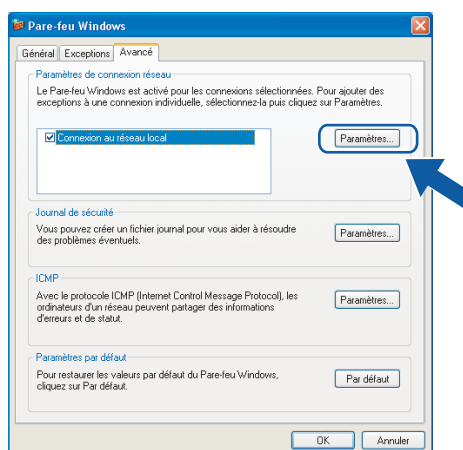 Pare-feu Windows
Général Exceptions Avancé
Paramètres de connexion réseau
Le Pare-feu Windows est activé pour les connexions sélectionnées. Pour ajouter des
exceptions à une connexion individuelle, sélectionnez-la puis cliquez sur Paramètres.
Connexion au réseau local
Paramètres...
Journal de sécurité
Vous pouvez créer un fichier journal pour vous aider à résoudre
des problèmes éventuels.
Paramètres...
ICMP
Avec le protocole ICMP (Internet Control Message Protocol), les
ordinateurs d'un réseau peuvent partager des informations
d'erreurs et de statut.
Paramètres...
Paramètres par défaut
Pour restaurer les valeurs par défaut du Pare-feu Windows,
cliquez sur Par défaut.
Par défaut
OK Annuler